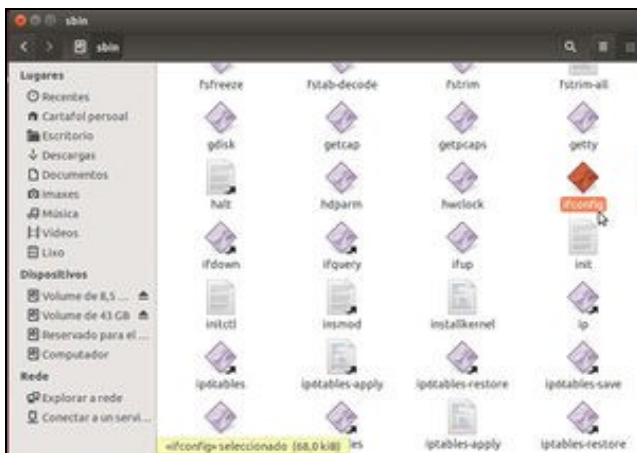 sbin
sbin
Lugares
Recentes
Cartafol persoal
Escritorio
Descargas
Documentos
Imaxes
Música
Vídeos
Lixo
Dispositivos
Volume de 8,5 ...
Volume de 43 GB
Reservado para el ...
Computador
Rede
Explorar a rede
Conectar a un servi...
fsfreeze
fstab-decode
fstrim
fstrim-all
gdisk
getcap
getpcaps
getty
halt
hdparm
hwclock
ifconfig
ifdown
ifquery
ifup
init
initctl
insmod
installkernel
ip
ip6tables
ip6tables-apply
ip6tables-restore
ip6tables-save
iptables-apply
iptables-restore
«ifconfig» seleccionado (68,0 kiB)